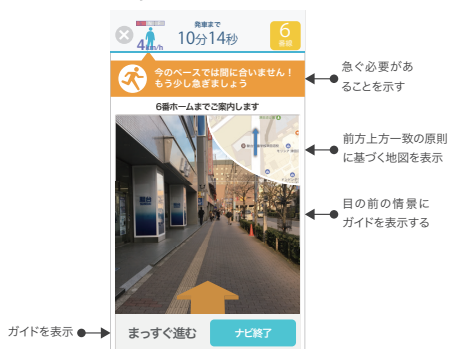 発車まで
10分14秒
4km/h
6
番線
今のペースでは間に合いません！
もう少し急ぎましょう
6番ホームまでご案内します
急ぐ必要があ
ることを示す
前方上方一致の原則
に基づく地図を表示
目の前の情景に
ガイドを表示する
ガイドを表示
まっすぐ進む
ナビ終了